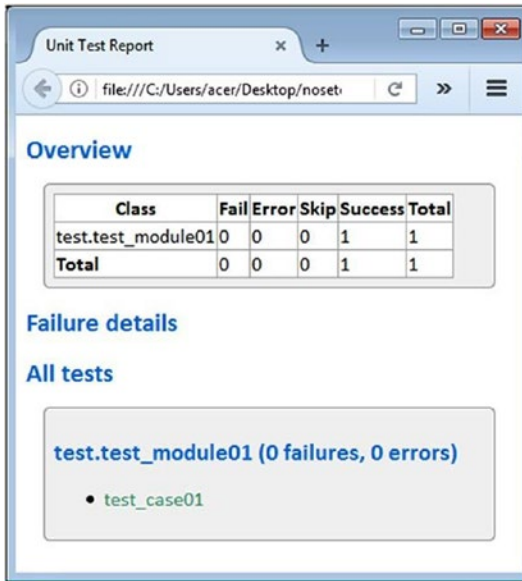 Unit Test Report
file:///C:/Users/acer/Desktop/noset
Overview
Class Fail Error Skip Success Total
test.test_module01 0 0 0 1 1
Total 0 0 0 1 1
Failure details
All tests
test.test_module01 (0 failures, 0 errors)
• test_case01